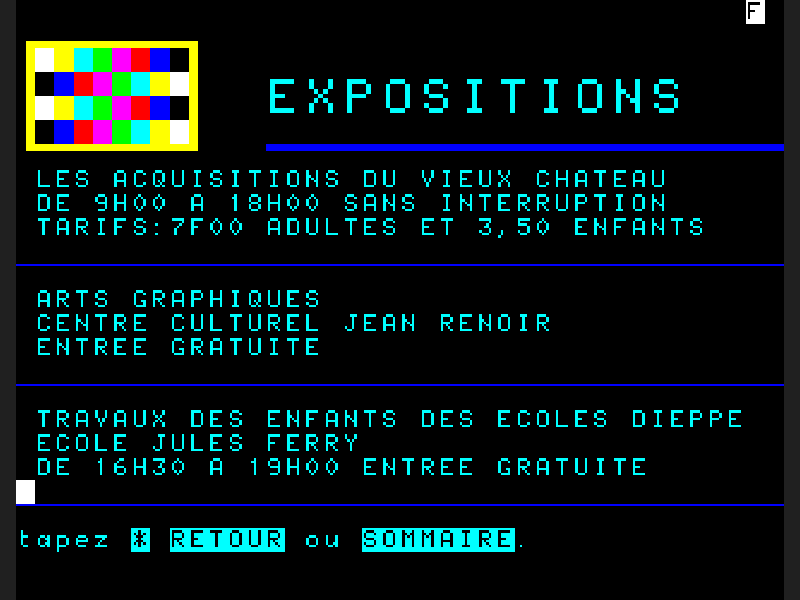 F
EXPOSITIONS
LES ACQUISITIONS DU VIEUX CHATEAU
DE 9H00 A 18H00 SANS INTERRUPTION
TARIFS:7F00 ADULTES ET 3,50 ENFANTS
ARTS GRAPHIQUES
CENTRE CULTUREL JEAN RENOIR
ENTREE GRATUITE
TRAVAUX DES ENFANTS DES ECOLES DIEPPE
ECOLE JULES FERRY
DE 16H30 A 19H00 ENTREE GRATUITE
tapez * RETOUR ou SOMMAIRE.